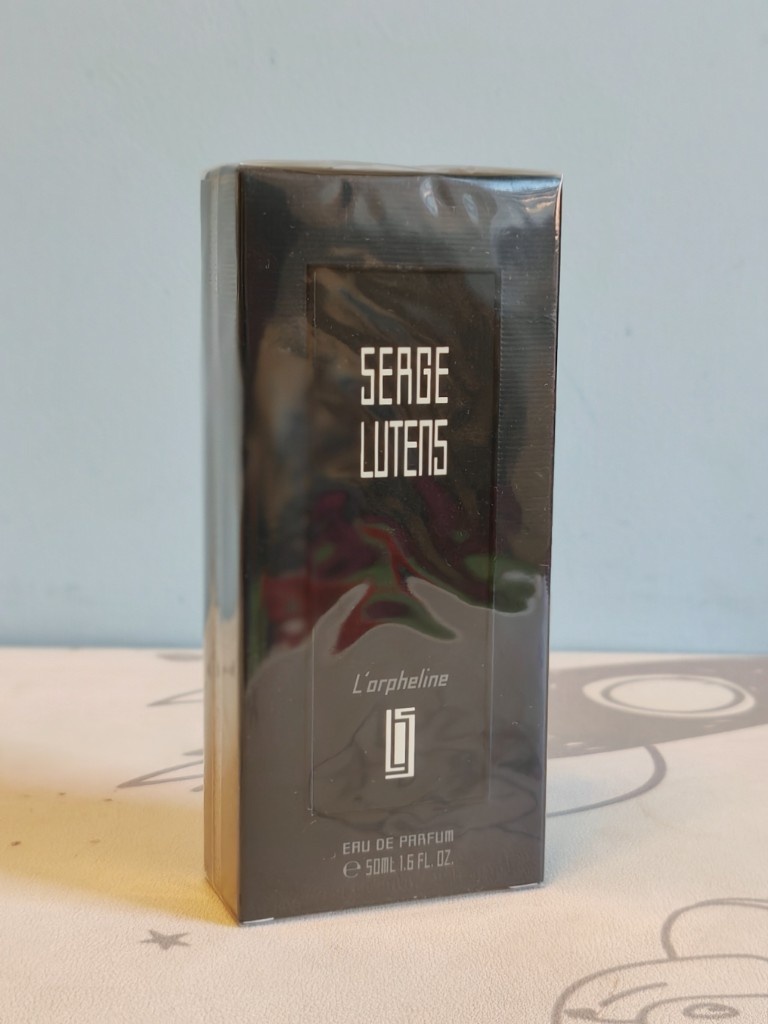 SERGE
LUTENS
L'orpheline
EAU DE PARFUM
℮ 50ML 1.6 FL. OZ.